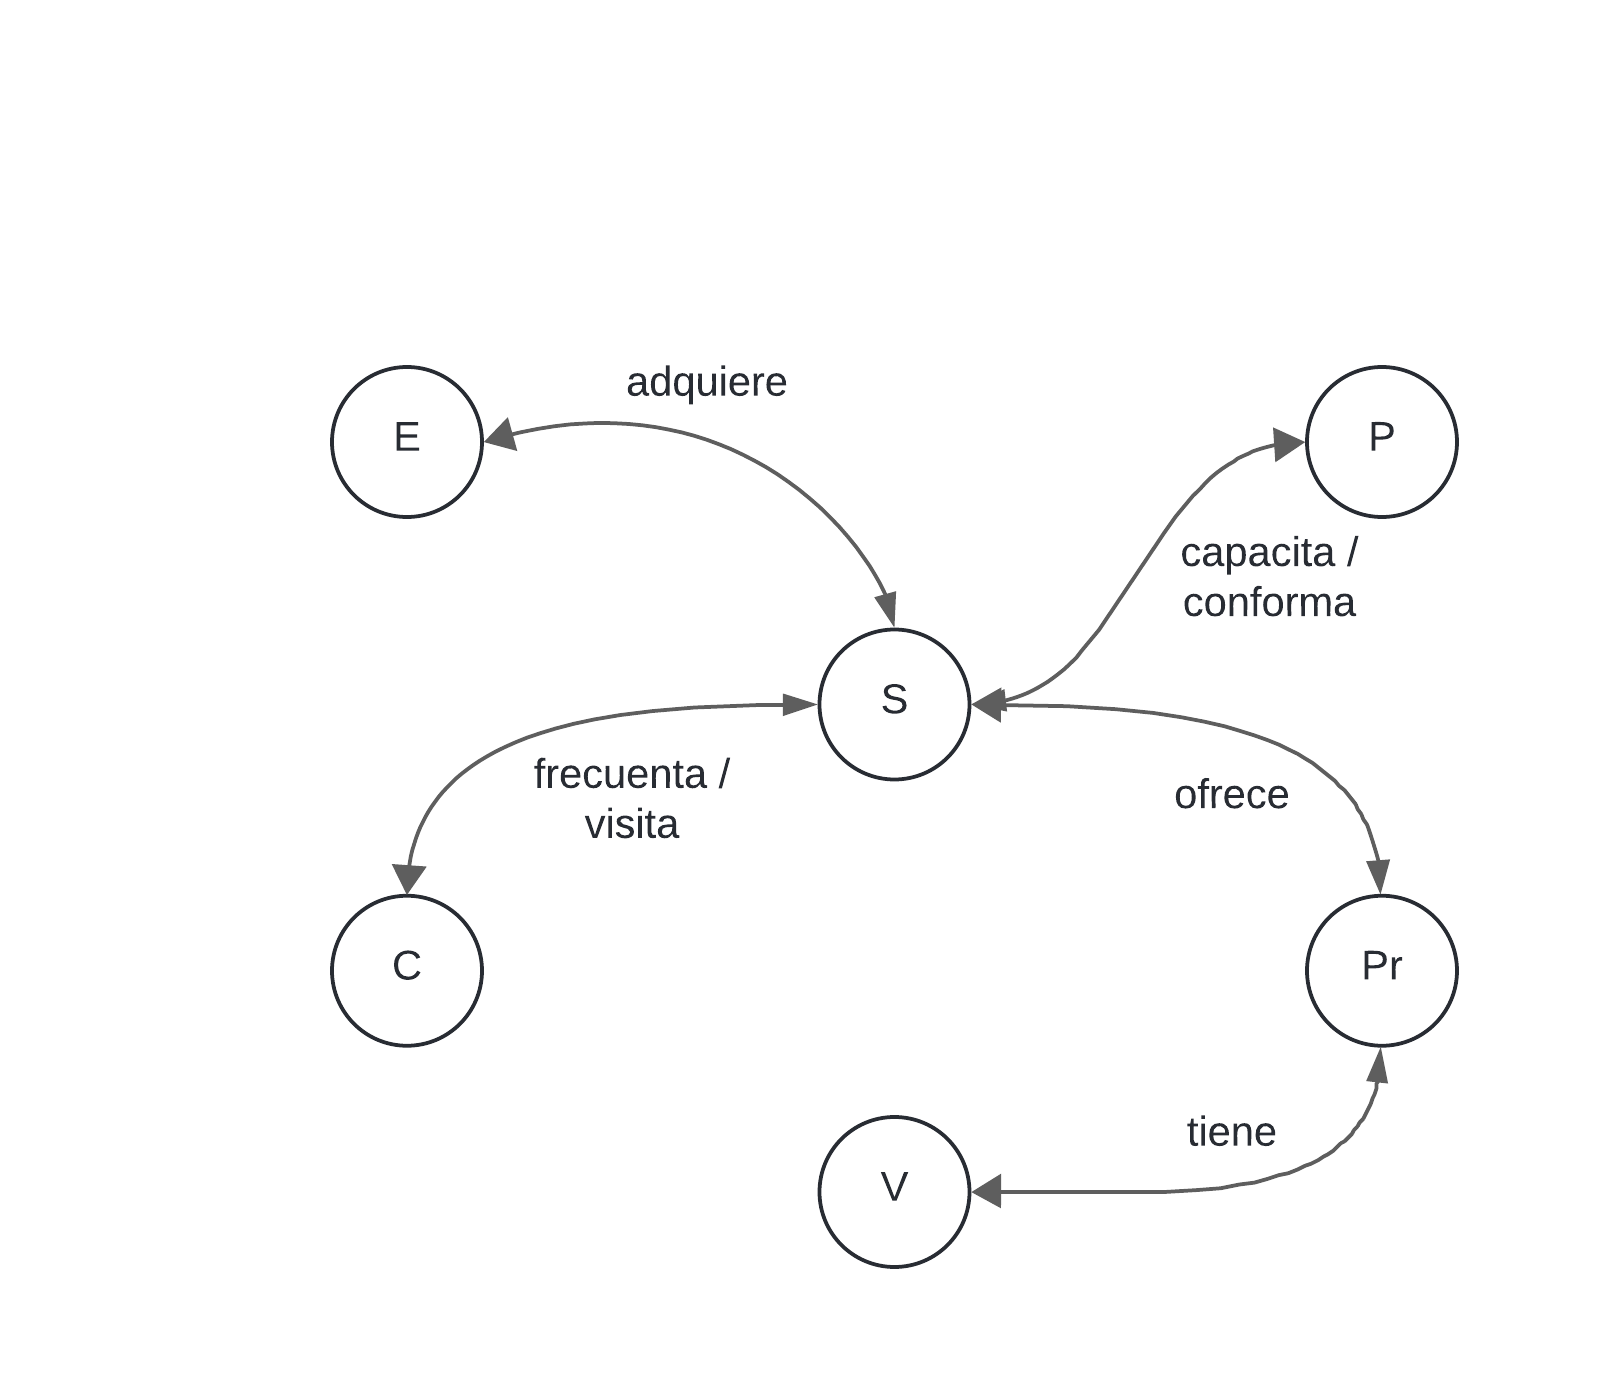 adquiere
E
P
capacita /
conforma
S
frecuenta /
visita
ofrece
C
Pr
tiene
V